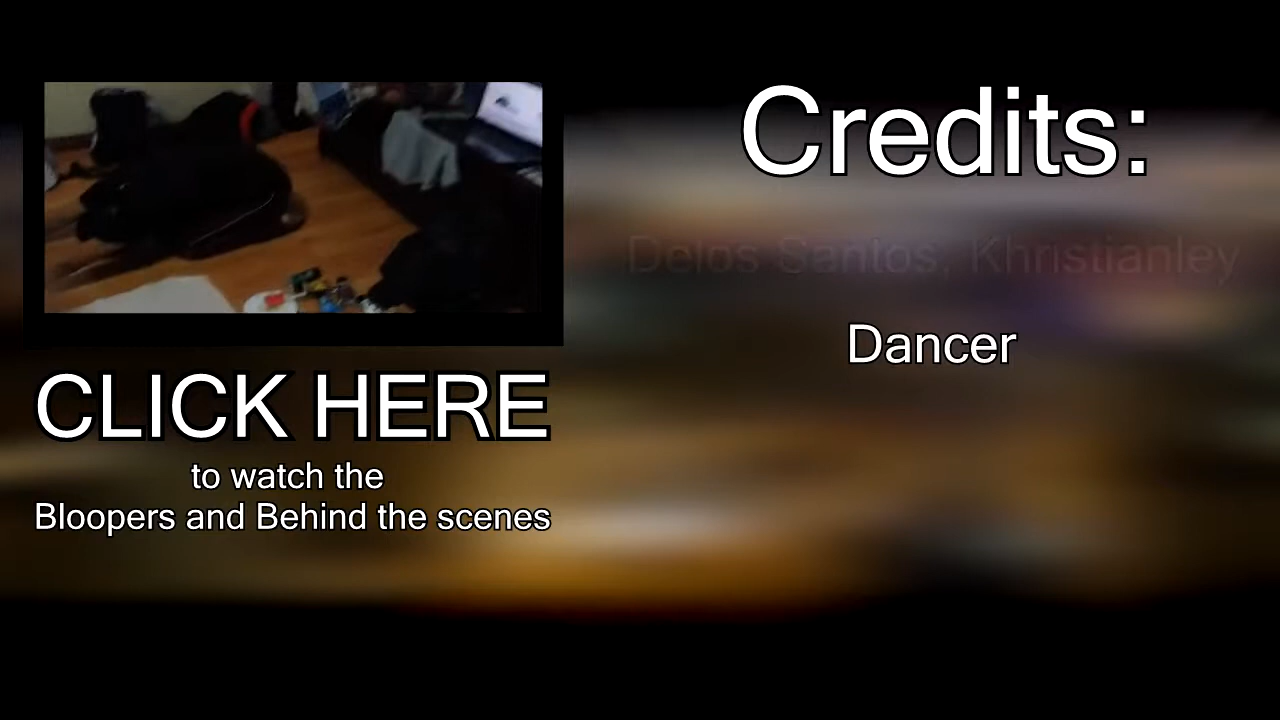 Credits:
Delos Santos, Khristianley
Dancer
CLICK HERE
to watch the
Bloopers and Behind the scenes